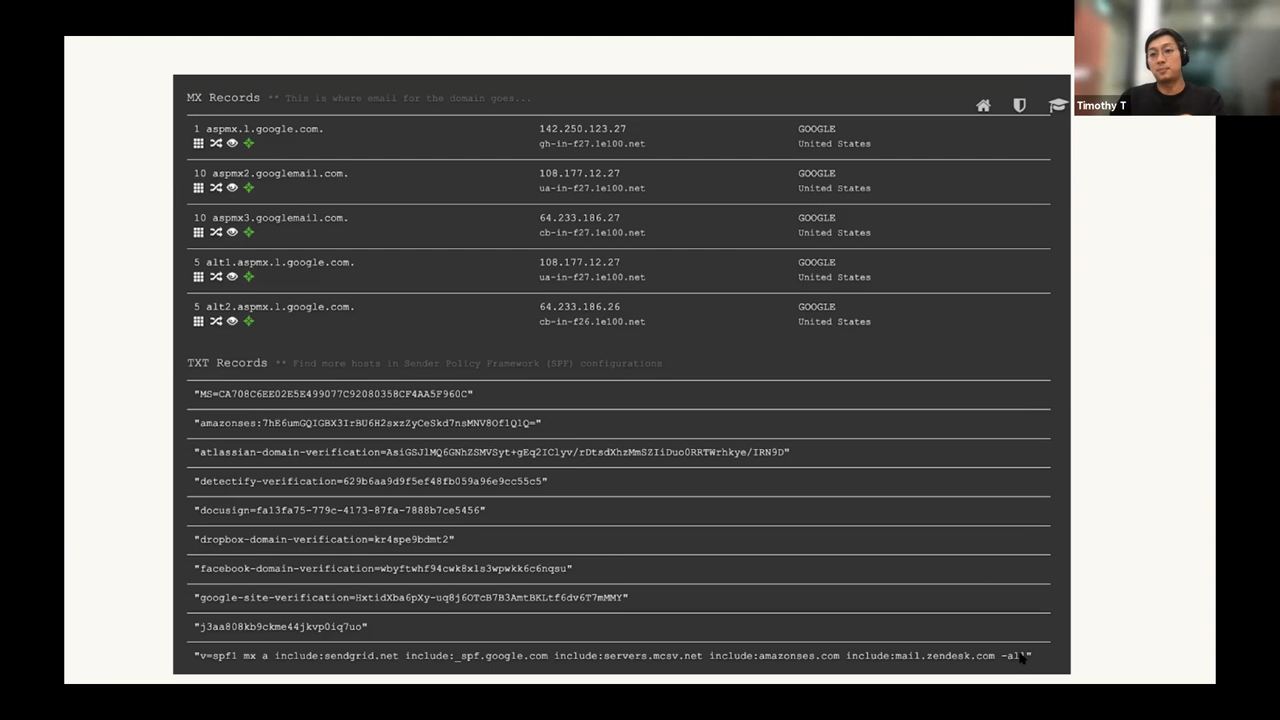 Timothy T
MX Records ** This is where email for the domain goes...
1 aspmx.l.google.com. 142.250.123.27 GOOGLE
gh-in-f27.1e100.net United States
10 aspmx2.googlemail.com. 108.177.12.27 GOOGLE
ua-in-f27.1e100.net United States
10 aspmx3.googlemail.com. 64.233.186.27 GOOGLE
cb-in-f27.1e100.net United States
5 alt1.aspmx.l.google.com. 108.177.12.27 GOOGLE
ua-in-f27.1e100.net United States
5 alt2.aspmx.l.google.com. 64.233.186.26 GOOGLE
cb-in-f26.1e100.net United States
TXT Records ** Find more hosts in Sender Policy Framework (SPF) configurations
"MS=CA708C6EE02E5E499077C92080358CF4AA5F960C"
"amazonses:7hE6umGQIGBX3IrBU6H2sxzZyCeSkd7nsMNV8Of1Q1Q="
"atlassian-domain-verification=AsiGSJlMQ6GNhZSMVSyt+gEq2IClyv/rDtsdXhzMmSZIiDuo0RRTWrhkye/IRN9D"
"detectify-verification=629b6aa9d9f5ef48fb059a96e9cc55c5"
"docusign=fa13fa75-779c-4173-87fa-7888b7ce5456"
"dropbox-domain-verification=kr4spe9bdmt2"
"facebook-domain-verification=wbyftwhf94cwk8xls3wpwkk6c6nqsu"
"google-site-verification=HxtidXba6pXy-uq8j6OTcB7B3AmtBKLtf6dv6T7mMMY"
"j3aa808kb9ckme44jkvp0iq7uo"
"v=spf1 mx a include:sendgrid.net include:_spf.google.com include:servers.mcsv.net include:amazonses.com include:mail.zendesk.com -all"